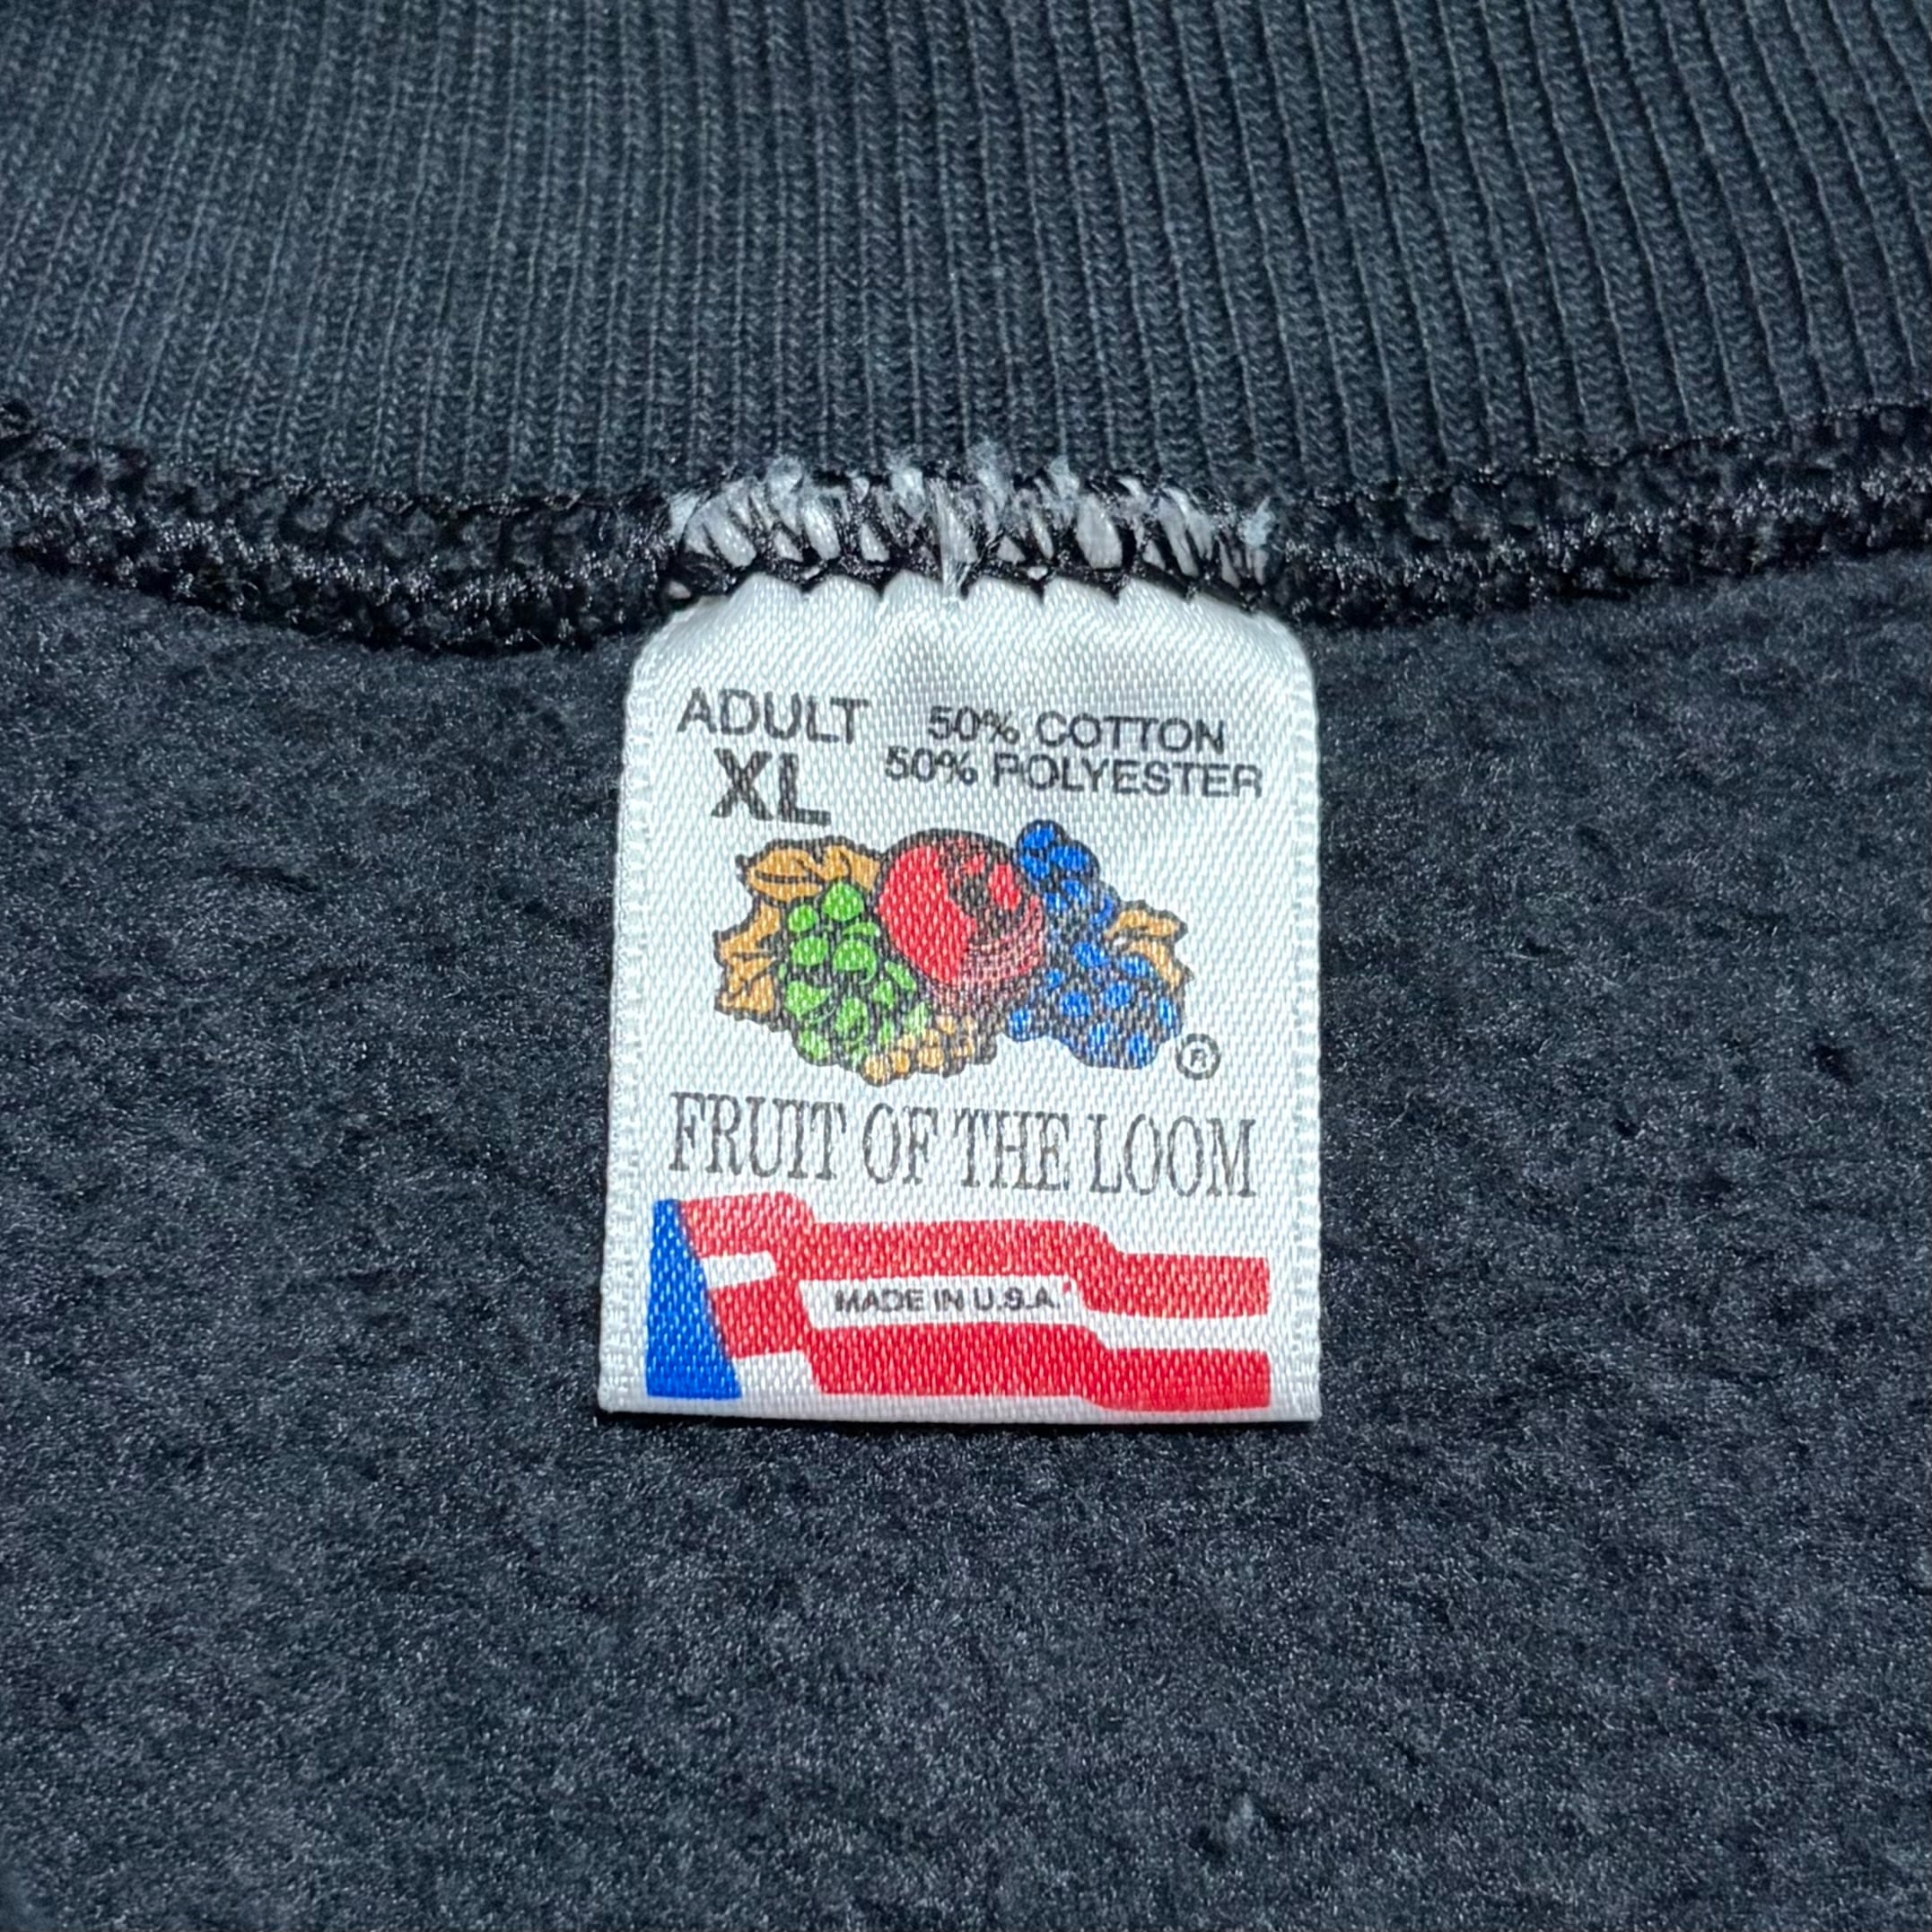 ADULT 50% COTTON
XL 50% POLYESTER
®
FRUIT OF THE LOOM
MADE IN U.S.A.